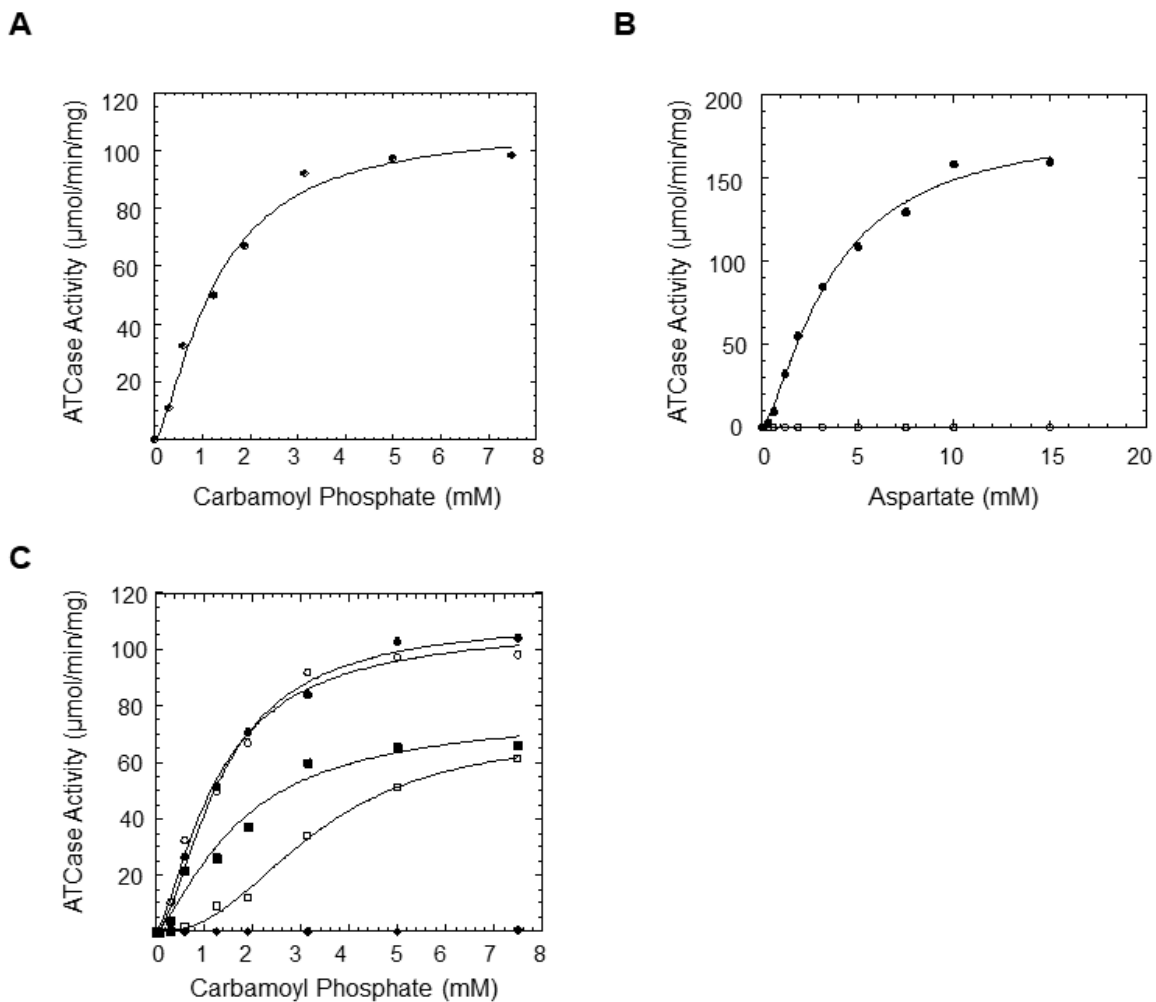 A
B
120
100
80
60
40
20
ATCase Activity (µmol/min/mg)
0 1 2 3 4 5 6 7 8
Carbamoyl Phosphate (mM)
200
150
100
50
0
ATCase Activity (µmol/min/mg)
0 5 10 15 20
Aspartate (mM)
C
120
100
80
60
40
20
ATCase Activity (µmol/min/mg)
0 1 2 3 4 5 6 7 8
Carbamoyl Phosphate (mM)